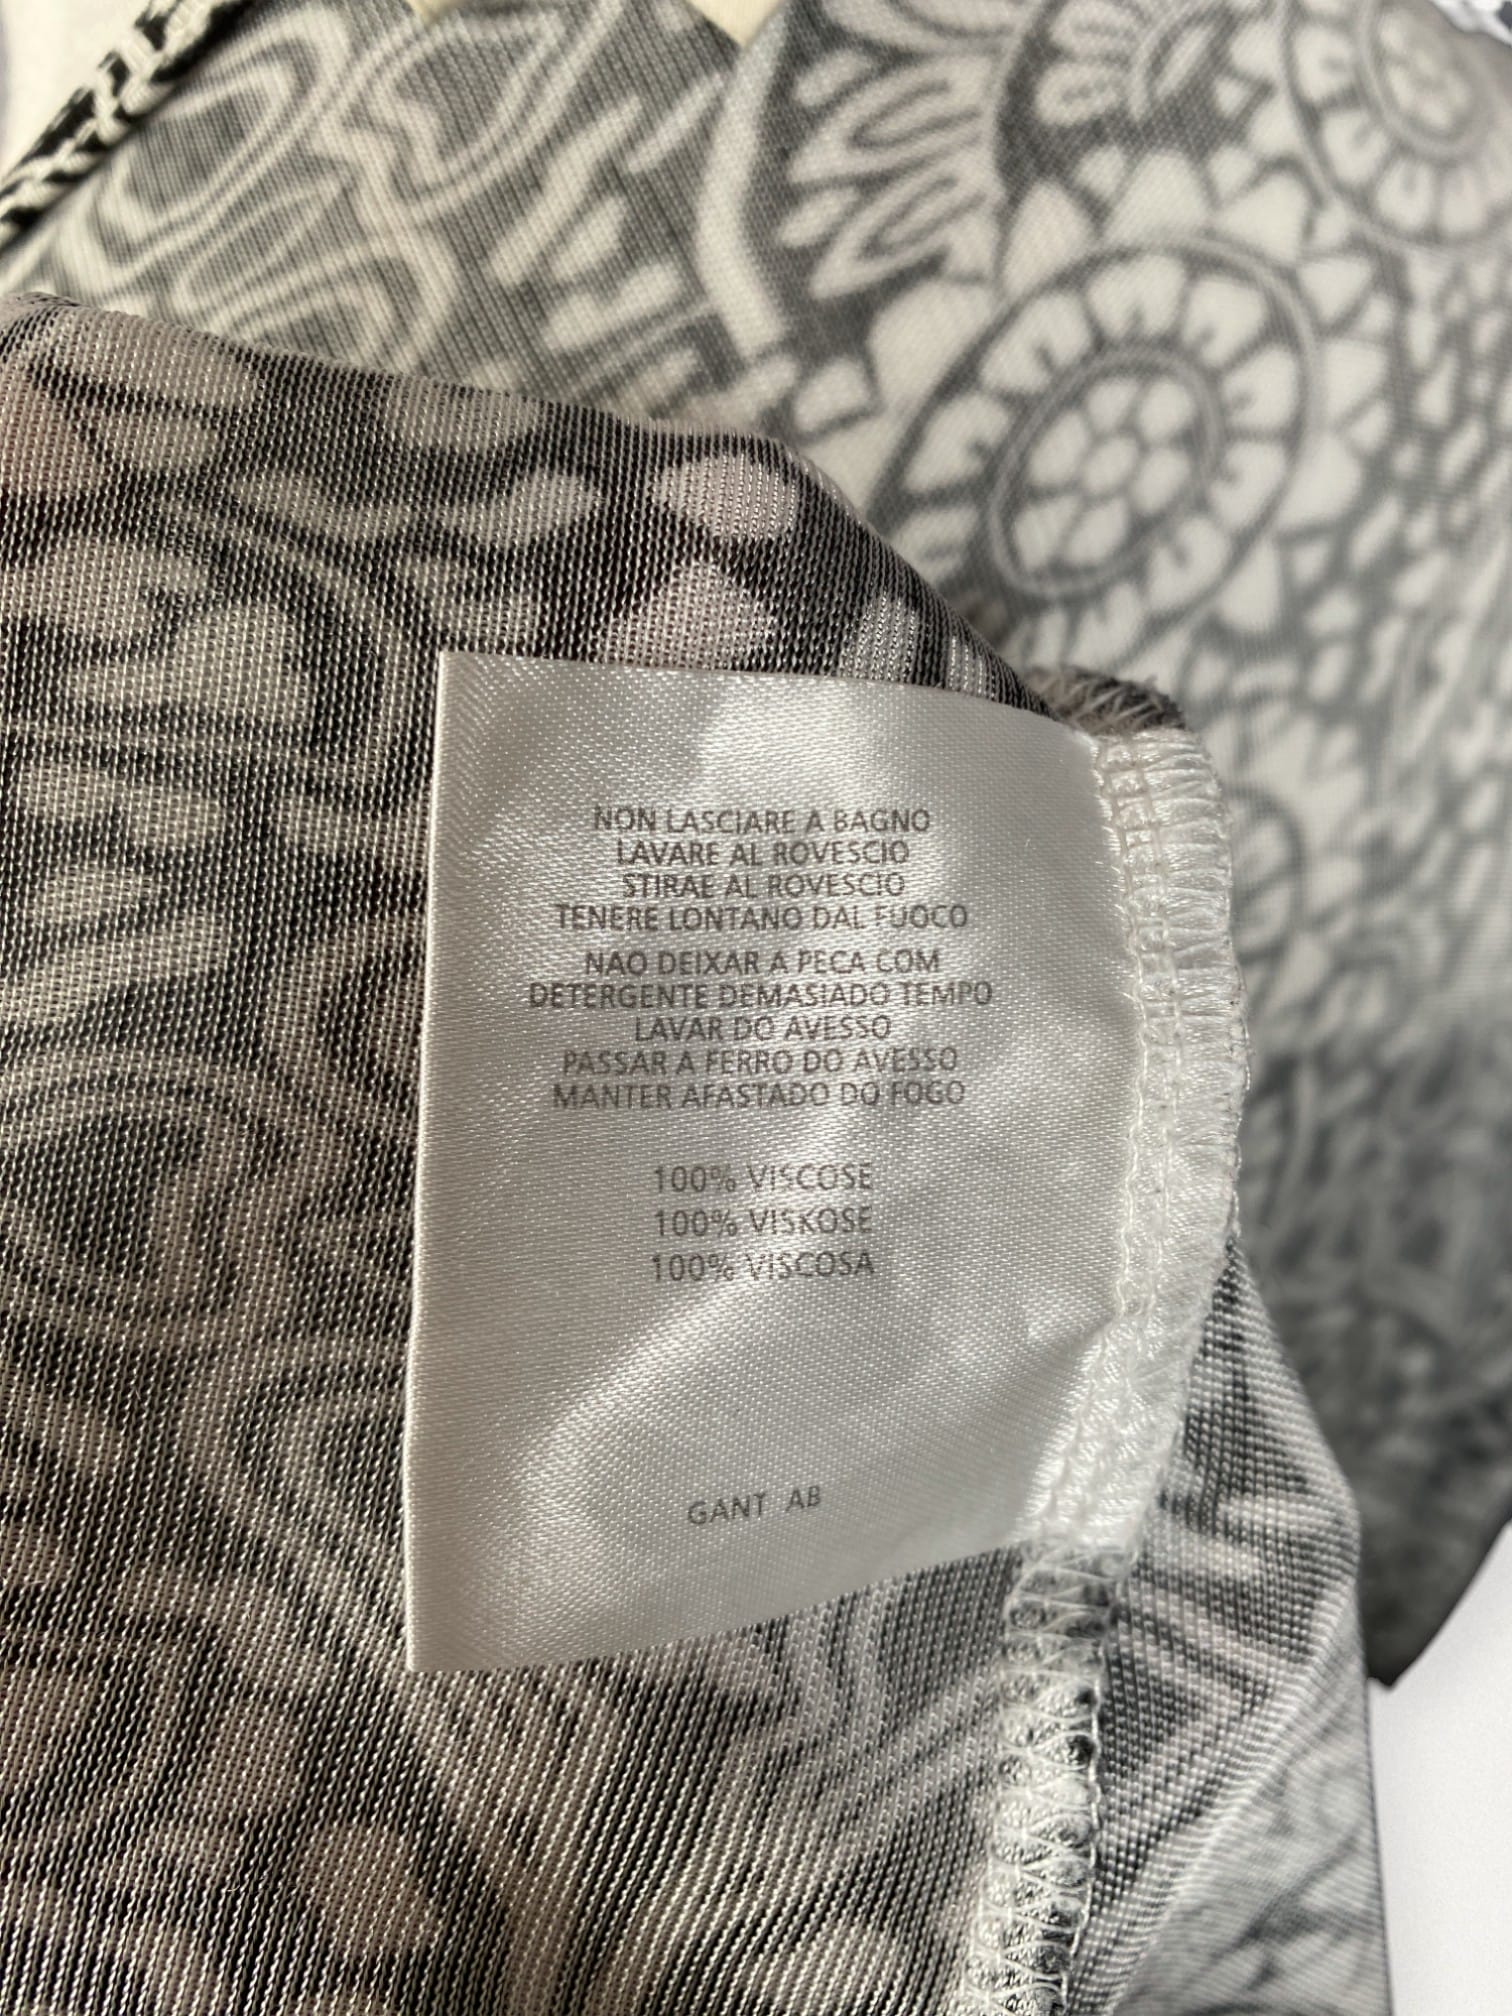 NON LASCIARE A BAGNO
LAVARE AL ROVESCIO
STIRAE AL ROVESCIO
TENERE LONTANO DAL FUOCO
NAO DEIXAR A PECA COM
DETERGENTE DEMASIADO TEMPO
LAVAR DO AVESSO
PASSAR A FERRO DO AVESSO
MANTER AFASTADO DO FOGO
100% VISCOSE
100% VISKOSE
100% VISCOSA
GANT AB